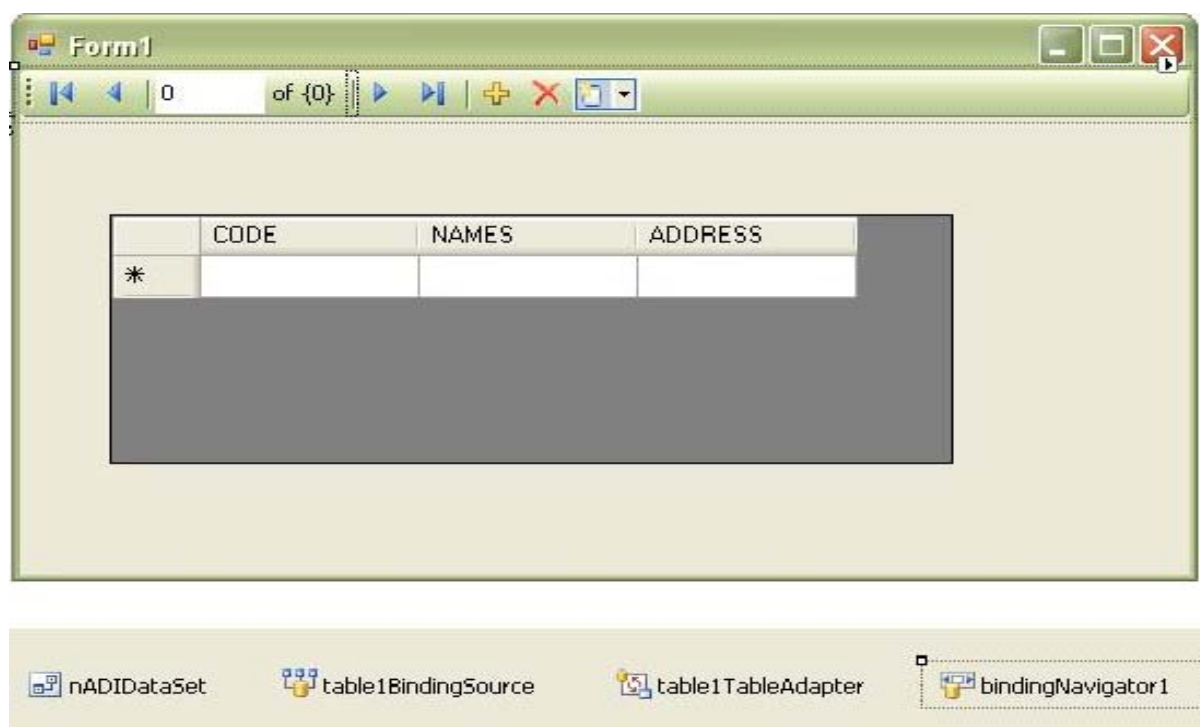 Form1
0 of {0}
CODE NAMES ADDRESS
nADIDataSet table1BindingSource table1TableAdapter bindingNavigator1